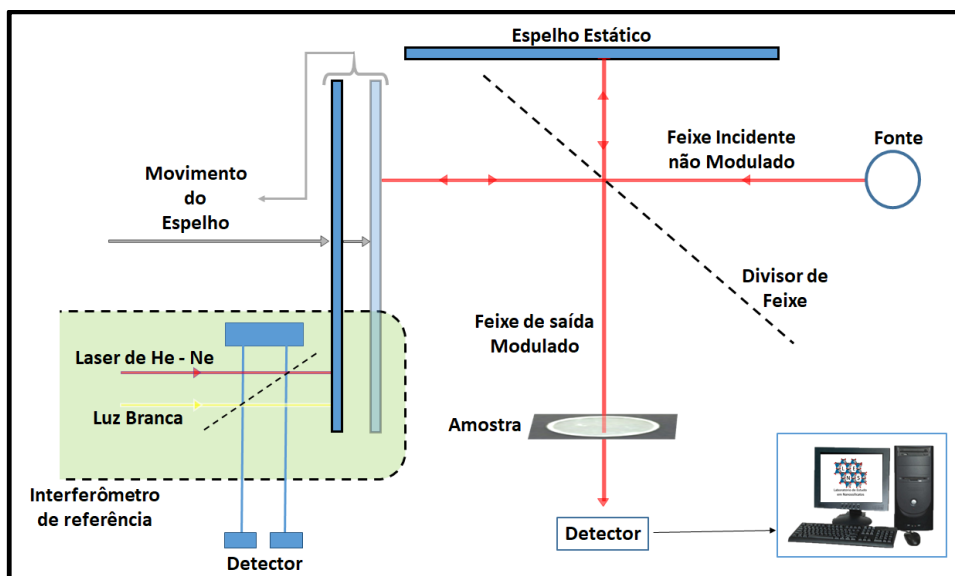 Espelho Estático
Feixe Incidente
não Modulado
Fonte
Movimento
do
Espelho
Divisor de
Feixe
Feixe de saída
Modulado
Laser de He - Ne
Luz Branca
Amostra
Interferômetro
de referência
Detector
Detector